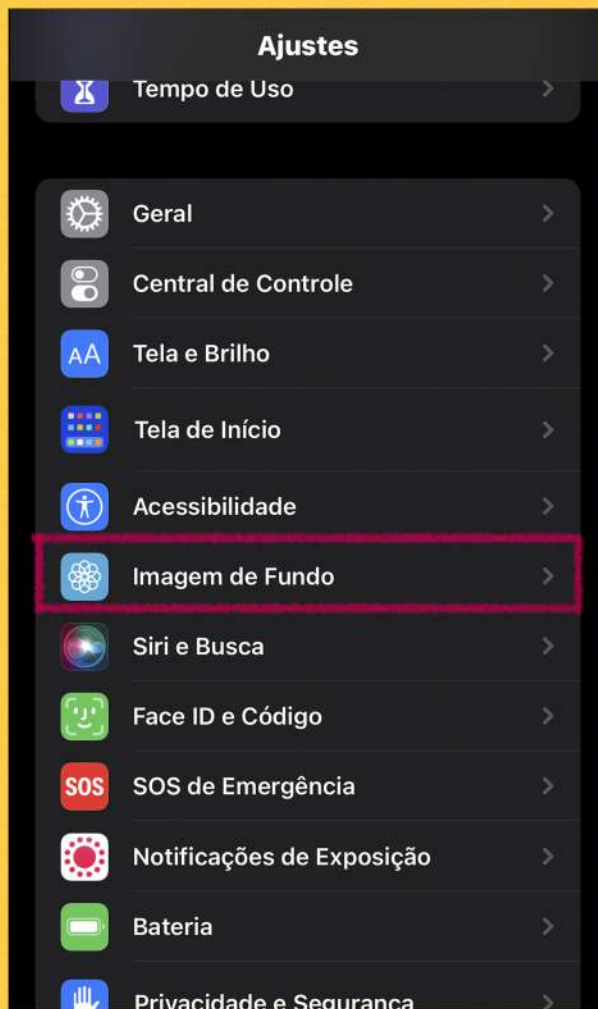 Ajustes
Tempo de Uso
Geral
Central de Controle
AA Tela e Brilho
Tela de Início
Acessibilidade
Imagem de Fundo
Siri e Busca
Face ID e Código
SOS SOS de Emergência
Notificações de Exposição
Bateria
Privacidade e Segurança